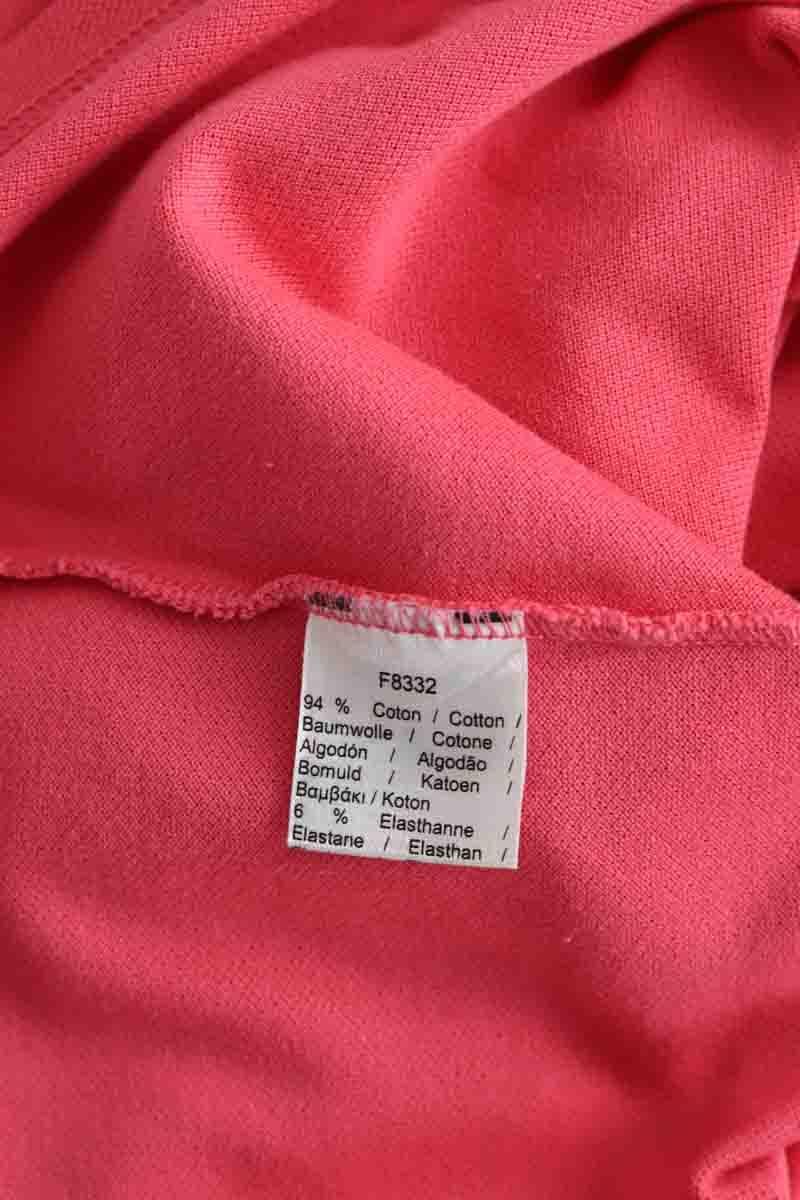 F8332
94 % Coton / Cotton /
Baumwolle / Cotone /
Algodón / Algodão /
Bomuld / Katoen /
Βαμβάκι / Koton
6 % Elasthanne /
Elastane / Elasthan /